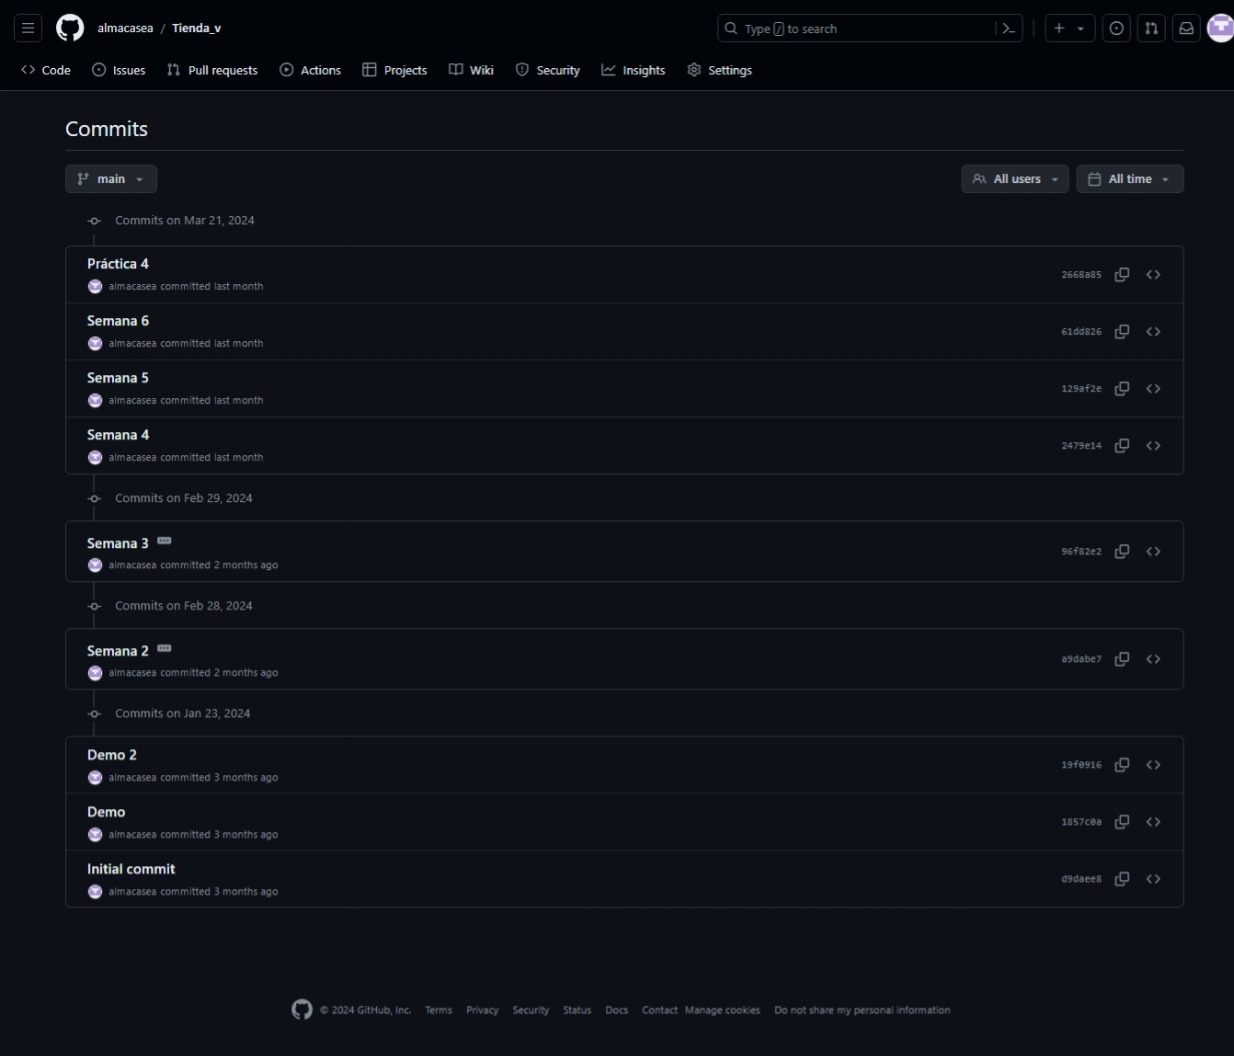 almacasea / Tienda_v
Type / to search
Code Issues Pull requests Actions Projects Wiki Security Insights Settings
Commits
main All users All time
Commits on Mar 21, 2024
Práctica 4
almacasea committed last month
2668a85
Semana 6
almacasea committed last month
61dd826
Semana 5
almacasea committed last month
129af2e
Semana 4
almacasea committed last month
2479e14
Commits on Feb 29, 2024
Semana 3
almacasea committed 2 months ago
96f82e2
Commits on Feb 28, 2024
Semana 2
almacasea committed 2 months ago
a9dabe7
Commits on Jan 23, 2024
Demo 2
almacasea committed 3 months ago
19f0916
Demo
almacasea committed 3 months ago
1857c0a
Initial commit
almacasea committed 3 months ago
d9daee8
© 2024 GitHub, Inc. Terms Privacy Security Status Docs Contact Manage cookies Do not share my personal information